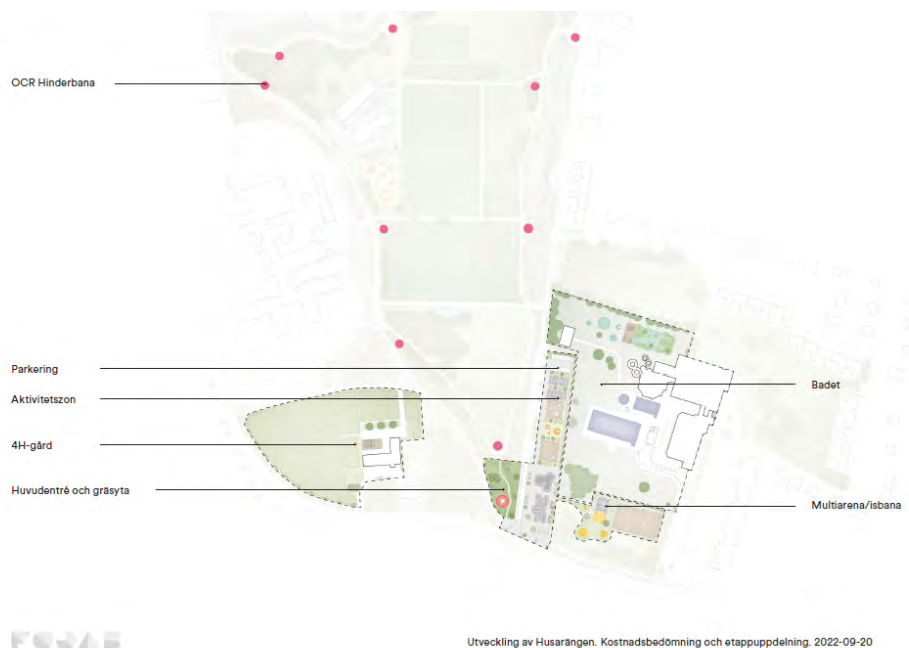 OCR Hinderbana
Parkering
Aktivitetszon
4H-gård
Huvudentré och gräsyta
Badet
Multiarena/isbana
Utveckling av Husarängen. Kostnadsbedömning och etappuppdelning. 2022-09-20